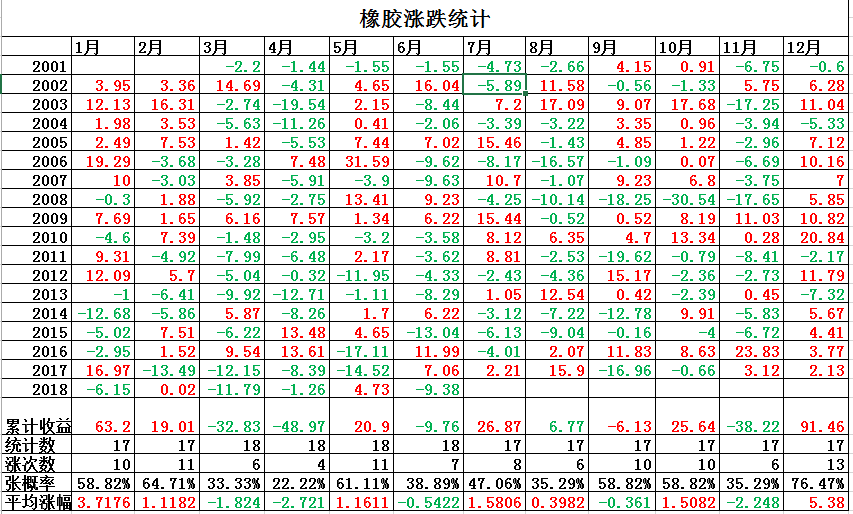 橡胶涨跌统计
1月 2月 3月 4月 5月 6月 7月 8月 9月 10月 11月 12月
2001 -2.2 -1.44 -1.55 -1.55 -4.73 -2.66 4.15 0.91 -6.75 -0.6
2002 3.95 3.36 14.69 -4.31 4.65 16.04 -5.89 11.58 -0.56 -1.33 5.75 6.28
2003 12.13 16.31 -2.74 -19.54 2.15 -8.44 7.2 17.09 9.07 17.68 -17.25 11.04
2004 1.98 3.53 -5.63 -11.26 0.41 -2.06 -3.39 -3.22 3.35 0.96 -3.94 -5.33
2005 2.49 7.53 1.42 -5.53 7.44 7.02 15.46 -1.43 4.85 1.22 -2.96 7.12
2006 19.29 -3.68 -3.28 7.48 31.59 -9.62 -8.17 -16.57 -1.09 0.07 -6.69 10.16
2007 10 -3.03 3.85 -5.91 -3.9 -9.63 10.7 -1.07 9.23 6.8 -3.75 7
2008 -0.3 1.88 -5.92 -2.75 13.41 9.23 -4.25 -10.14 -18.25 -30.54 -17.65 5.85
2009 7.69 1.65 6.16 7.57 1.34 6.22 15.44 -0.52 0.52 8.19 11.03 10.82
2010 -4.6 7.39 -1.48 -2.95 -3.2 -3.58 8.12 6.35 4.7 13.34 0.28 20.84
2011 9.31 -4.92 -7.99 -6.48 2.17 -3.62 8.81 -2.53 -19.62 -0.79 -8.41 -2.17
2012 12.09 5.7 -5.04 -0.32 -11.95 -4.33 -2.43 -4.36 15.17 -2.36 -2.73 11.79
2013 -1 -6.41 -9.92 -12.71 -1.11 -8.29 1.05 12.54 0.42 -2.39 0.45 -7.32
2014 -12.68 -5.86 5.87 -8.26 1.7 6.22 -3.12 -7.22 -12.78 9.91 -5.83 5.67
2015 -5.02 7.51 -6.22 13.48 4.65 -13.04 -6.13 -9.04 -0.16 -4 -6.72 4.41
2016 -2.95 1.52 9.54 13.61 -17.11 11.99 -4.01 2.07 11.83 8.63 23.83 3.77
2017 16.97 -13.49 -12.15 -8.39 -14.52 7.06 2.21 15.9 -16.96 -0.66 3.12 2.13
2018 -6.15 0.02 -11.79 -1.26 4.73 -9.38
累计收益 63.2 19.01 -32.83 -48.97 20.9 -9.76 26.87 6.77 -6.13 25.64 -38.22 91.46
统计数 17 17 18 18 18 18 17 17 17 17 17 17
涨次数 10 11 6 4 11 7 8 6 10 10 6 13
张概率 58.82% 64.71% 33.33% 22.22% 61.11% 38.89% 47.06% 35.29% 58.82% 58.82% 35.29% 76.47%
平均涨幅 3.7176 1.1182 -1.824 -2.721 1.1611 -0.5422 1.5806 0.3982 -0.361 1.5082 -2.248 5.38